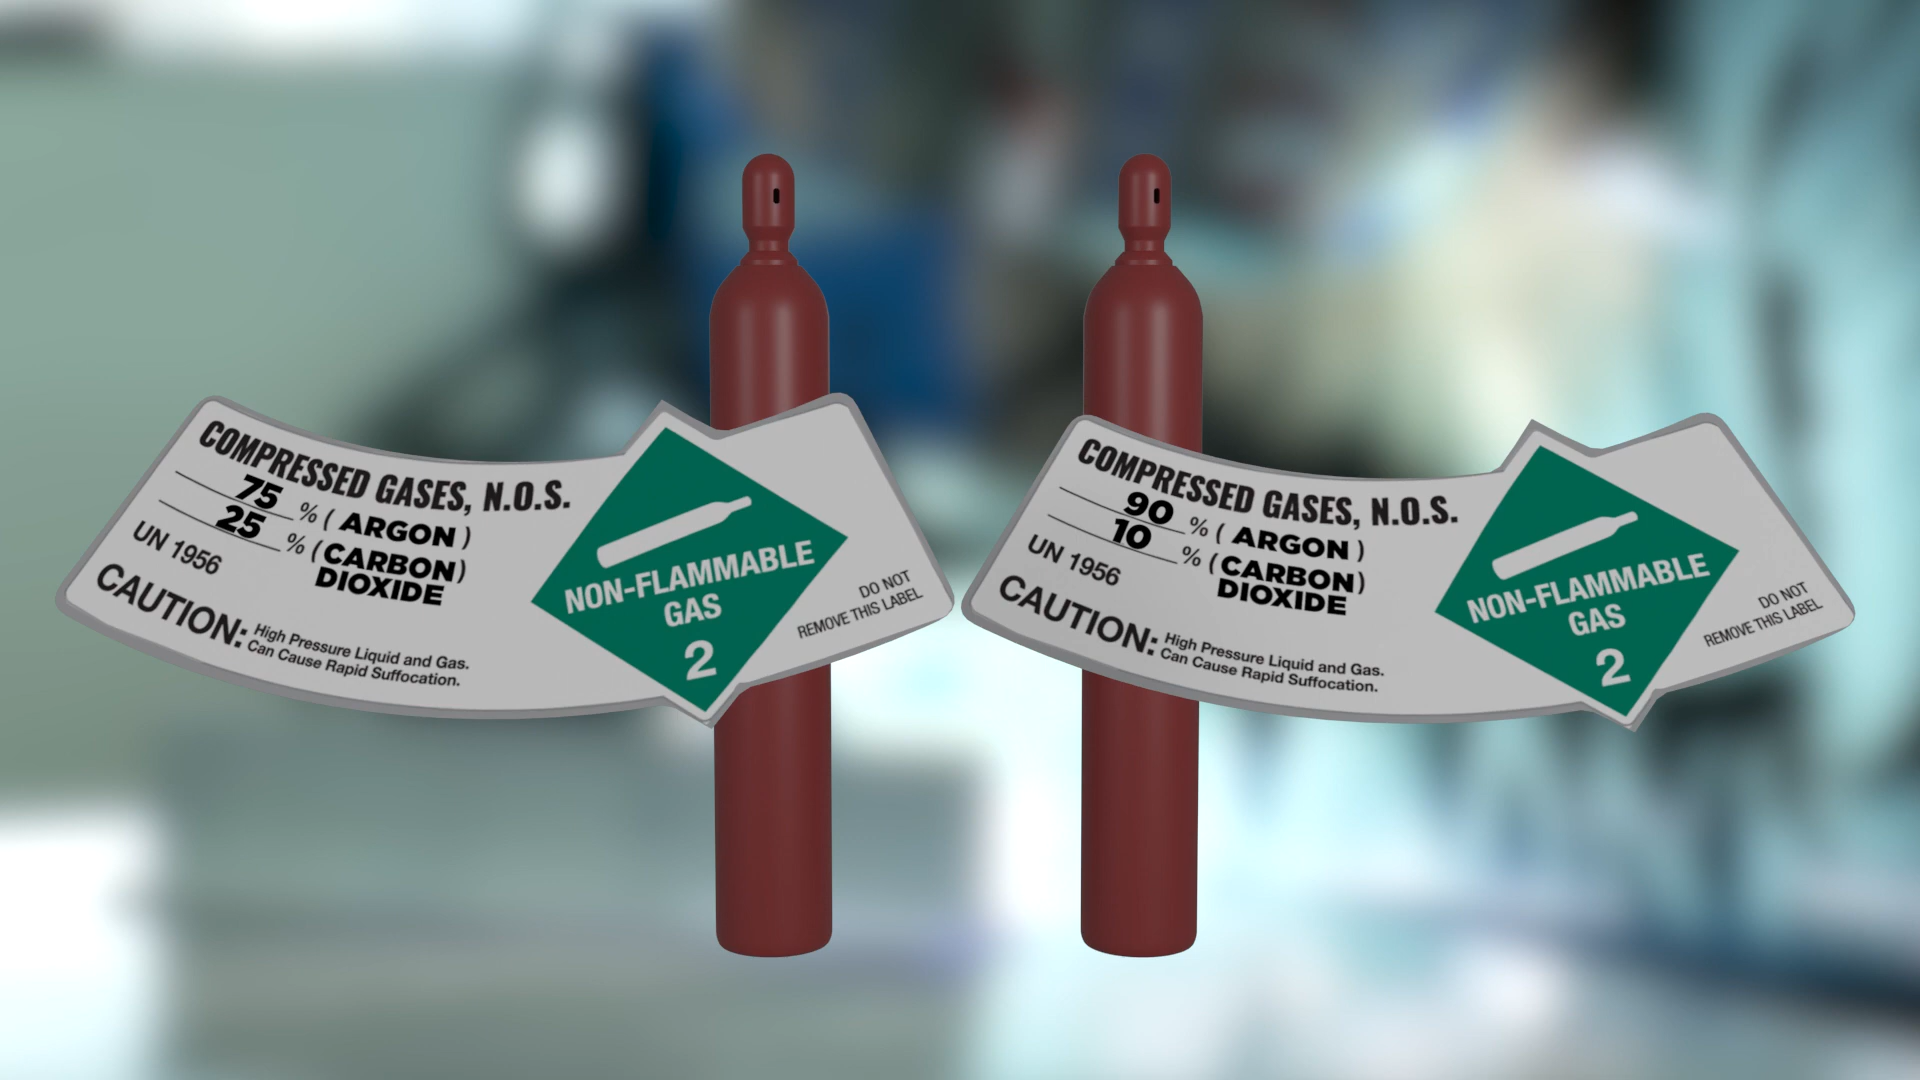 COMPRESSED GASES, N.O.S.
75 % ( ARGON )
25 % (CARBON DIOXIDE)
UN 1956
CAUTION: High Pressure Liquid and Gas.
Can Cause Rapid Suffocation.
NON-FLAMMABLE
GAS
2
DO NOT
REMOVE THIS LABEL
COMPRESSED GASES, N.O.S.
90 % ( ARGON )
10 % (CARBON DIOXIDE)
UN 1956
CAUTION: High Pressure Liquid and Gas.
Can Cause Rapid Suffocation.
NON-FLAMMABLE
GAS
2
DO NOT
REMOVE THIS LABEL